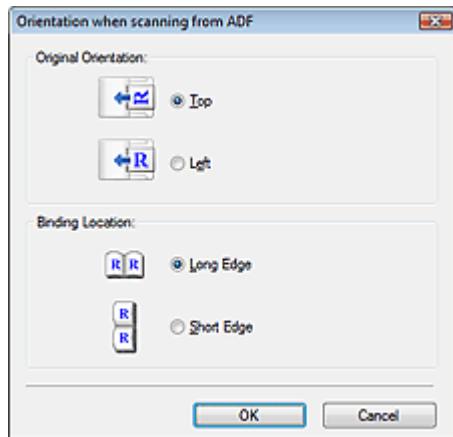 Orientation when scanning from ADF
Original Orientation:
R
Top
R
Left
Binding Location:
R R
Long Edge
R
R
Short Edge
OK
Cancel